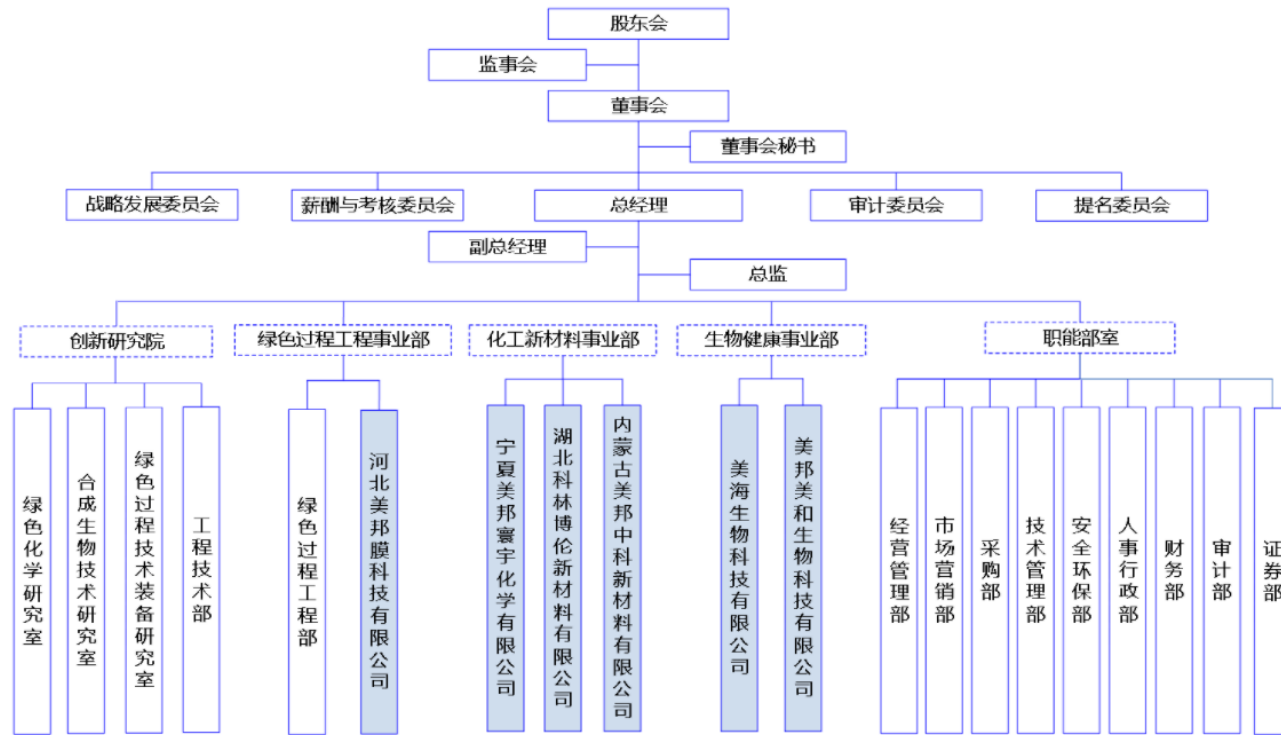 股东会
监事会
董事会
董事会秘书
战略发展委员会
薪酬与考核委员会
总经理
审计委员会
提名委员会
副总经理
总监
创新研究院
绿色过程工程事业部
化工新材料事业部
生物健康事业部
职能部室
绿色化学研究室
合成生物技术研究室
绿色过程技术装备研究室
工程技术部
绿色过程工程部
河北美邦膜科技有限公司
宁夏美邦寰宇化学有限公司
湖北科林博伦新材料有限公司
内蒙古美邦中科新材料有限公司
美海生物科技有限公司
美邦美和生物科技有限公司
经营管理部
市场营销部
采购部
技术管理部
安全环保部
人事行政部
财务部
审计部
证券部